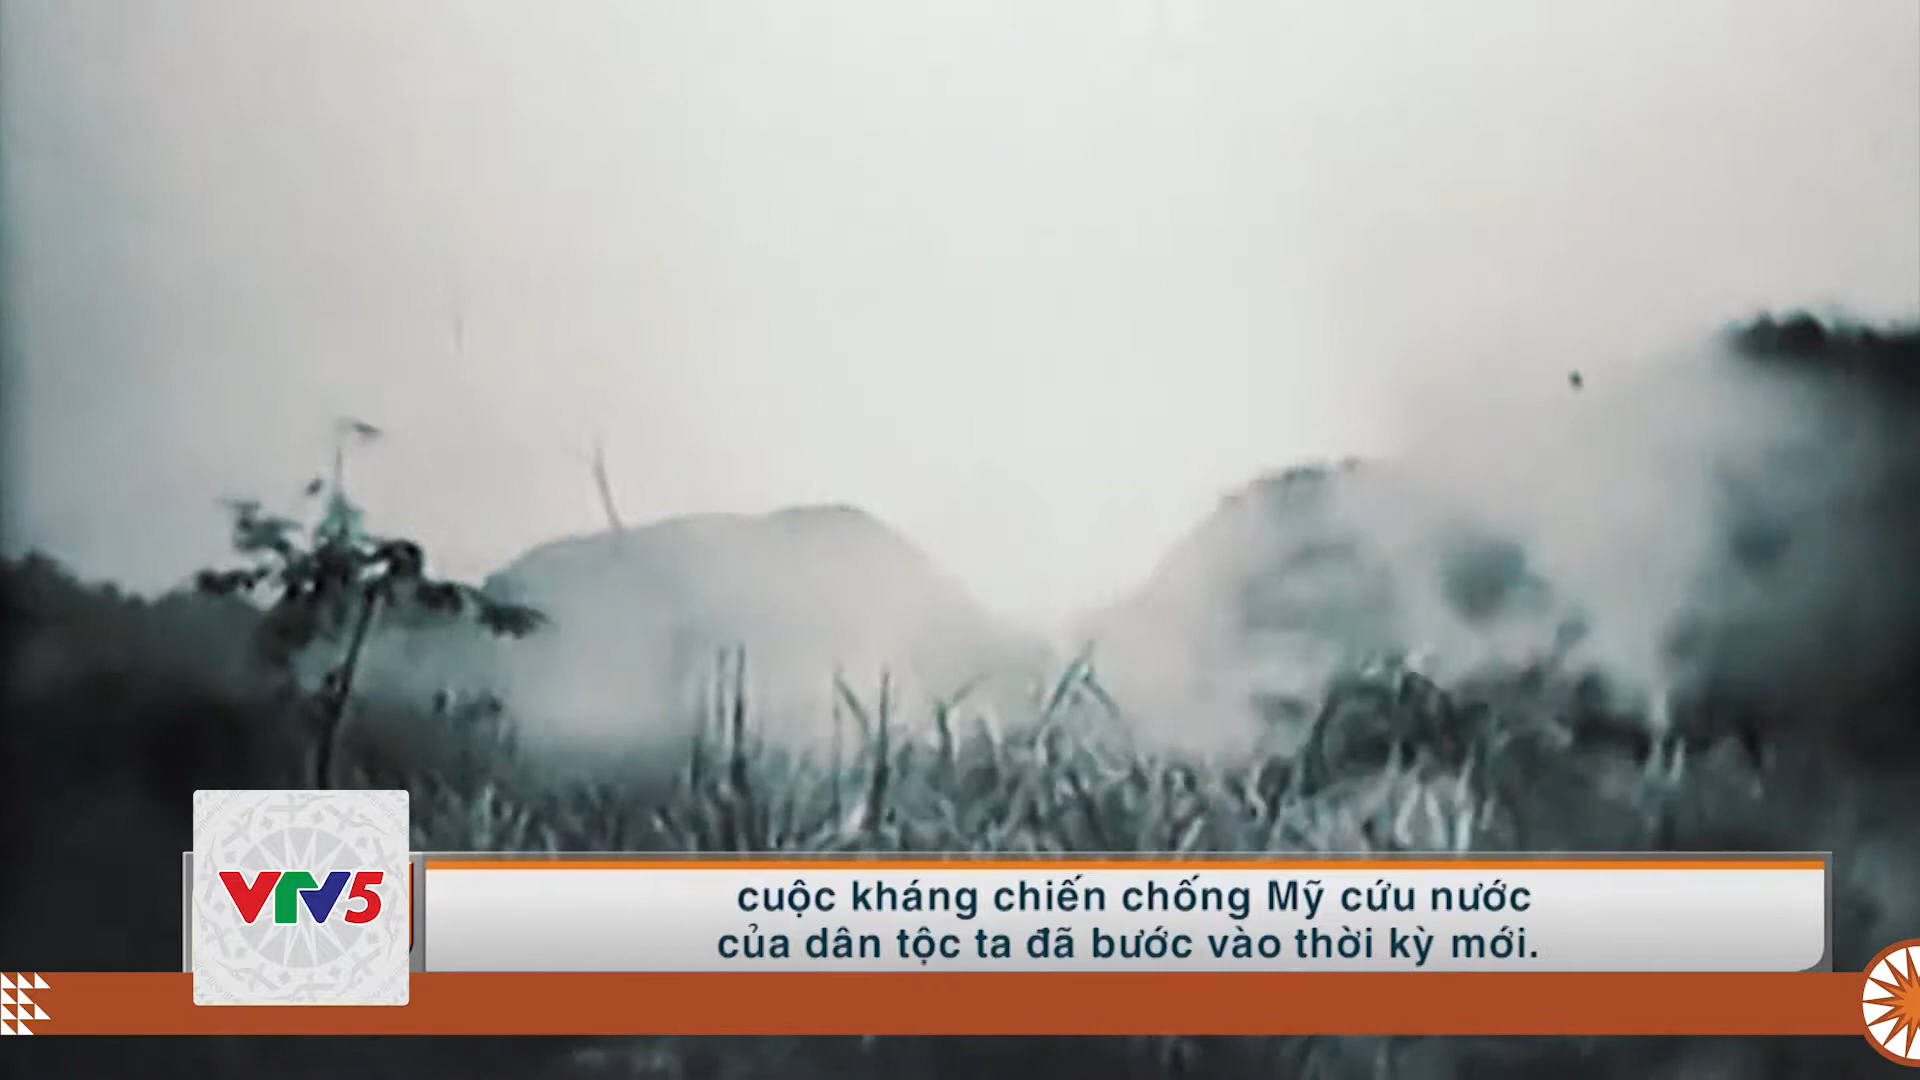 VTV5
cuộc kháng chiến chống Mỹ cứu nước
của dân tộc ta đã bước vào thời kỳ mới.